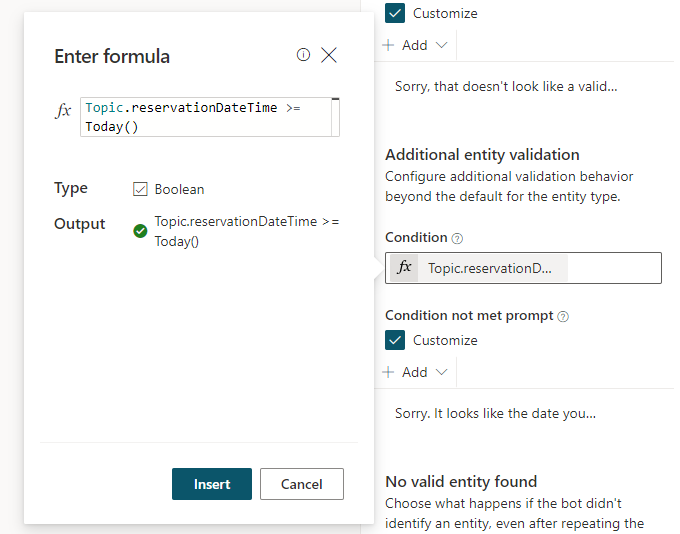 Enter formula
fx
Topic.reservationDateTime >=
Today()
Type
Boolean
Output
Topic.reservationDateTime >=
Today()
Insert
Cancel
Customize
Add
Sorry, that doesn't look like a valid...
Additional entity validation
Configure additional validation behavior
beyond the default for the entity type.
Condition
fx Topic.reservationD...
Condition not met prompt
Customize
Add
Sorry. It looks like the date you...
No valid entity found
Choose what happens if the bot didn't
identify an entity, even after repeating the